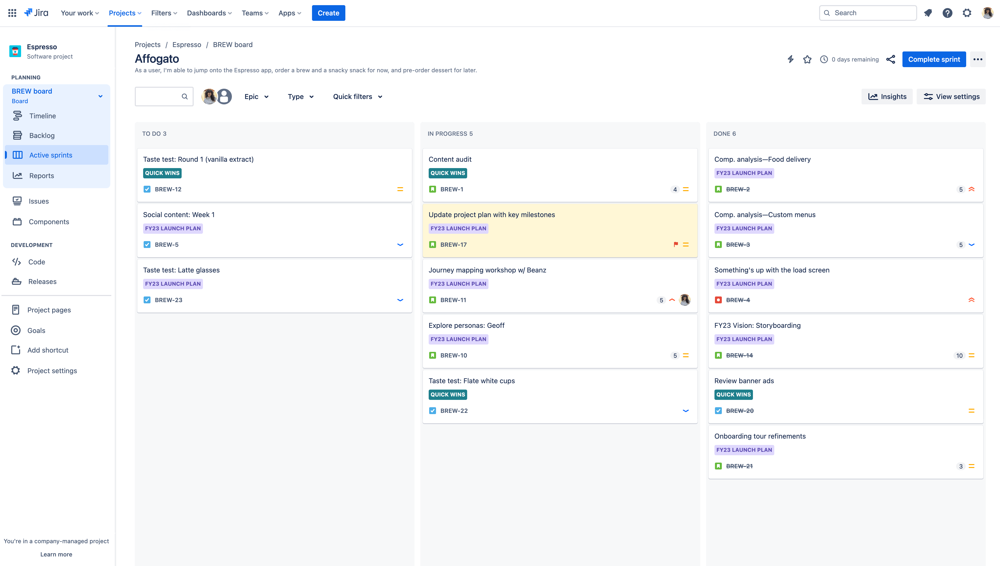 Jira
Your work
Projects
Filters
Dashboards
Teams
Apps
Create
Search
Espresso
Software project
PLANNING
BREW board
Board
Timeline
Backlog
Active sprints
Reports
Issues
Components
DEVELOPMENT
Code
Releases
Project pages
Goals
Add shortcut
Project settings
You're in a company-managed project
Learn more
Projects / Espresso / BREW board
Affogato
As a user, I'm able to jump onto the Espresso app, order a brew and a snacky snack for now, and pre-order dessert for later.
0 days remaining
Complete sprint
Epic
Type
Quick filters
Insights
View settings
TO DO 3
Taste test: Round 1 (vanilla extract)
QUICK WINS
BREW-12
Social content: Week 1
FY23 LAUNCH PLAN
BREW-5
Taste test: Latte glasses
FY23 LAUNCH PLAN
BREW-23
IN PROGRESS 5
Content audit
QUICK WINS
BREW-1 4
Update project plan with key milestones
FY23 LAUNCH PLAN
BREW-17
Journey mapping workshop w/ Beanz
FY23 LAUNCH PLAN
BREW-11 5
Explore personas: Geoff
FY23 LAUNCH PLAN
BREW-10 5
Taste test: Flate white cups
QUICK WINS
BREW-22
DONE 6
Comp. analysis—Food delivery
FY23 LAUNCH PLAN
BREW-2 5
Comp. analysis—Custom menus
FY23 LAUNCH PLAN
BREW-3 5
Something's up with the load screen
FY23 LAUNCH PLAN
BREW-4
FY23 Vision: Storyboarding
FY23 LAUNCH PLAN
BREW-14 10
Review banner ads
QUICK WINS
BREW-20
Onboarding tour refinements
FY23 LAUNCH PLAN
BREW-21 3